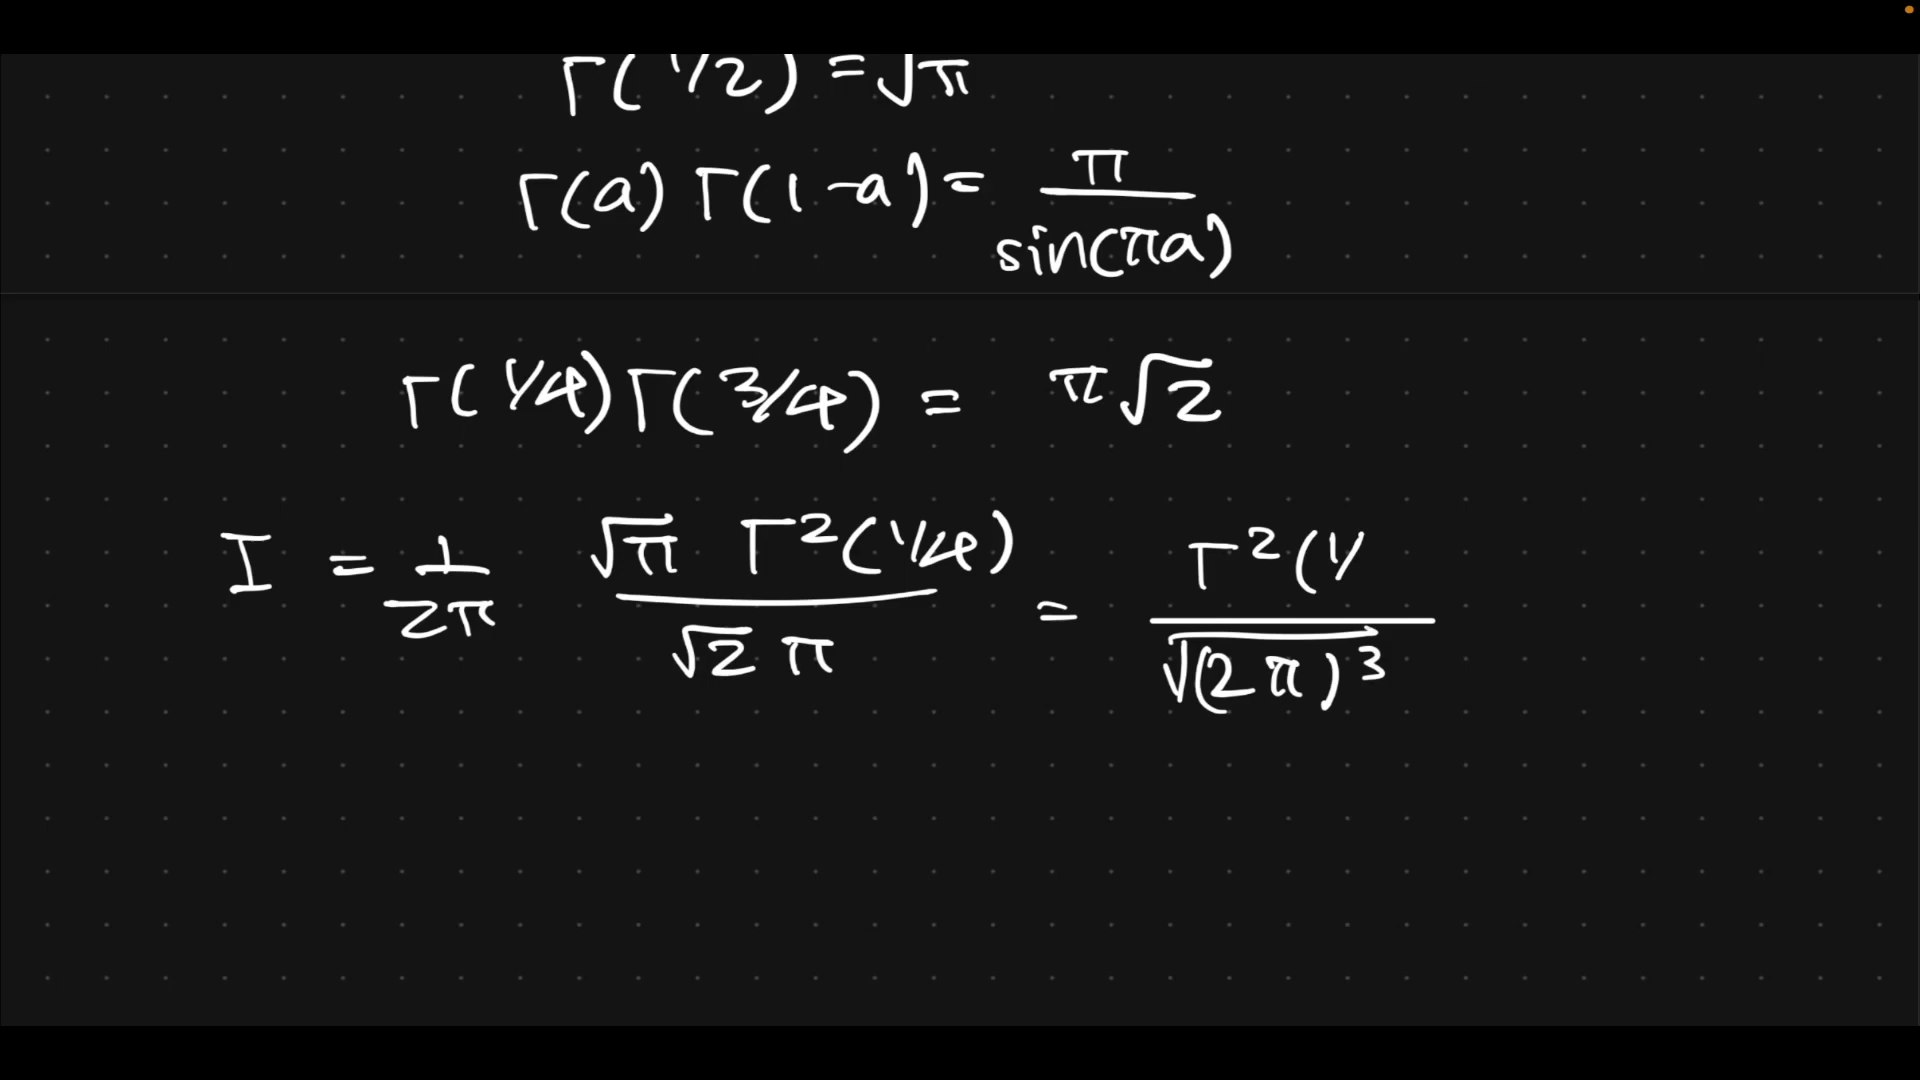 Γ(1/2) = √π
Γ(a) Γ(1-a) = π / sin(πa)
Γ(1/4) Γ(3/4) = π√2
I = 1/2π √π Γ²(1/4) / √2 π = Γ²(1/ / √(2π)³